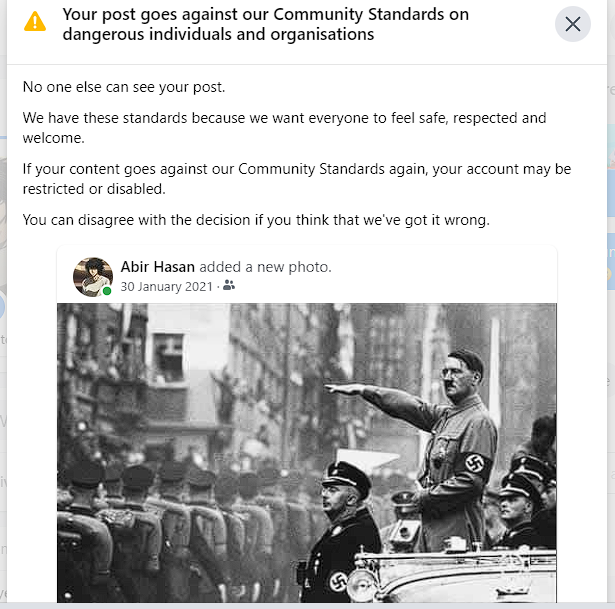 Your post goes against our Community Standards on
dangerous individuals and organisations
No one else can see your post.
We have these standards because we want everyone to feel safe, respected and
welcome.
If your content goes against our Community Standards again, your account may be
restricted or disabled.
You can disagree with the decision if you think that we've got it wrong.
Abir Hasan added a new photo.
30 January 2021 ·